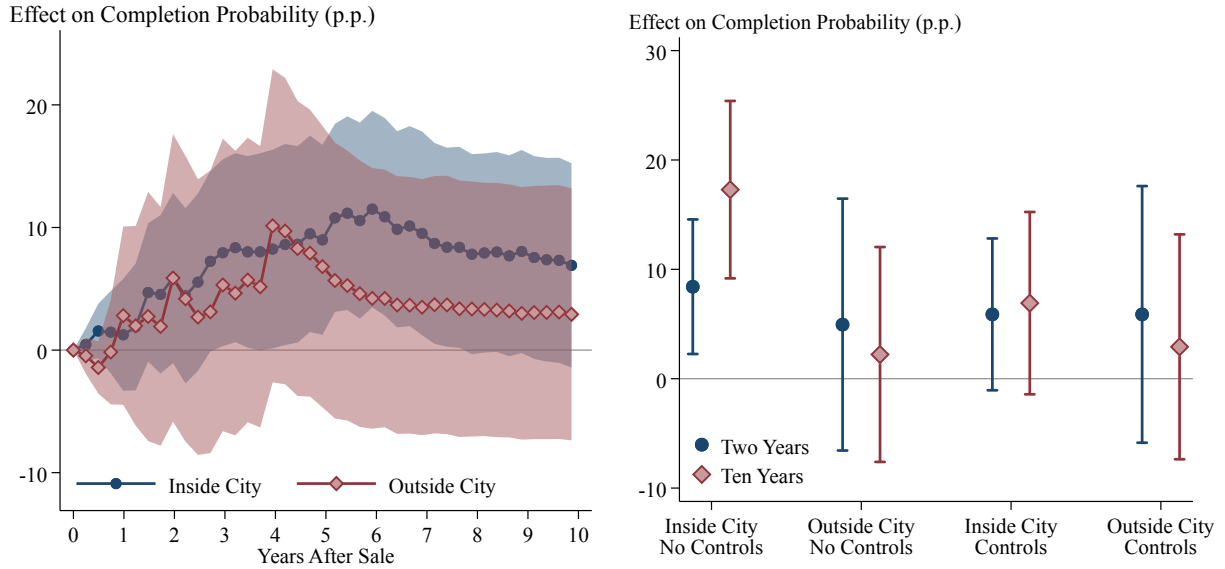 Effect on Completion Probability (p.p.)
20
10
0
-10
Inside City
Outside City
0 1 2 3 4 5 6 7 8 9 10
Years After Sale
Effect on Completion Probability (p.p.)
30
20
10
0
-10
Two Years
Ten Years
Inside City Outside City Inside City Outside City
No Controls No Controls Controls Controls